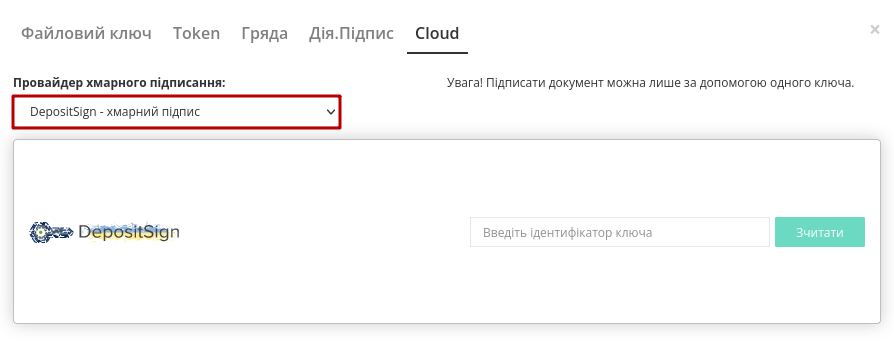 Файловий ключ Token Гряда Дія.Підпис Cloud ×
Провайдер хмарного підписання: Увага! Підписати документ можна лише за допомогою одного ключа.
DepositSign - хмарний підпис
DepositSign Введіть ідентифікатор ключа Зчитати